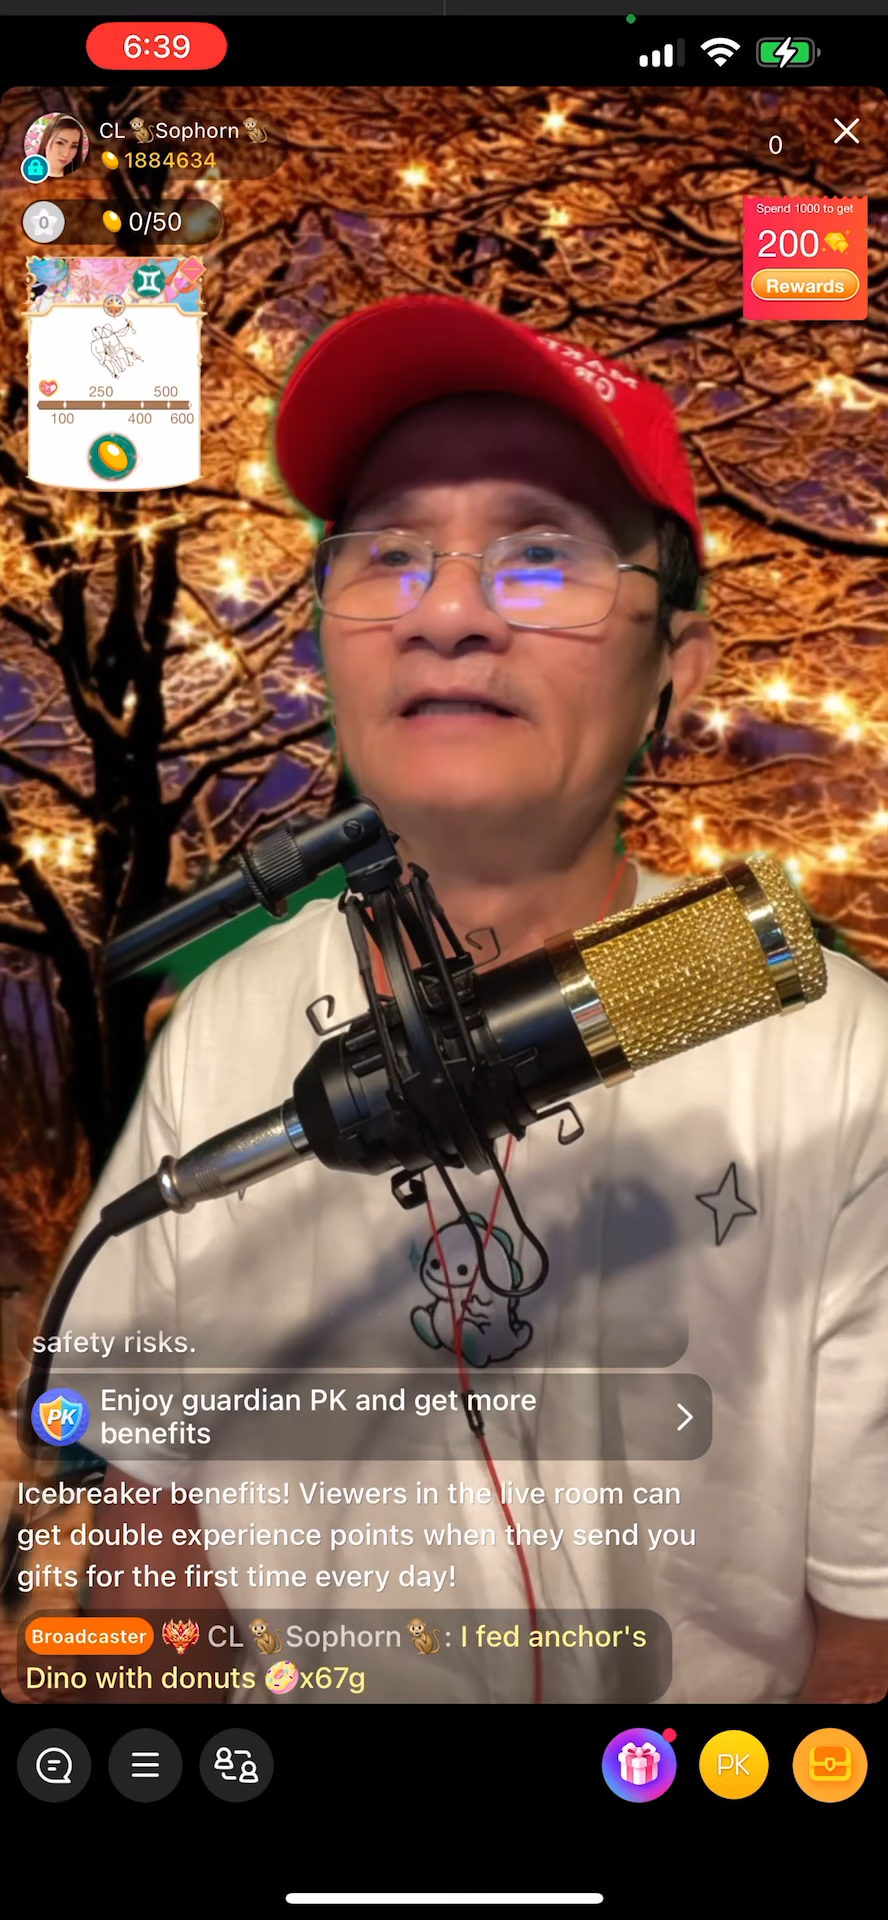 6:39
CL🐒Sophorn🐒
1884634
0
0
0/50
Spend 1000 to get
200
Rewards
250 500
100 400 600
MAKE
safety risks.
PK
Enjoy guardian PK and get more
benefits
Icebreaker benefits! Viewers in the live room can
get double experience points when they send you
gifts for the first time every day!
Broadcaster CL🐒Sophorn🐒: I fed anchor's
Dino with donuts 🍩x67g
PK